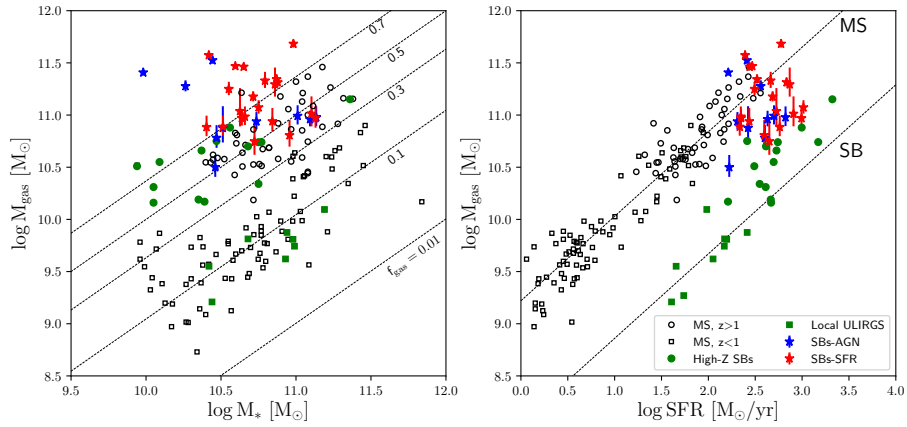 12.0
11.5
11.0
10.5
10.0
9.5
9.0
8.5
log M_gas [M_⊙]
0.7
0.5
0.3
0.1
f_gas = 0.01
9.5 10.0 10.5 11.0 11.5 12.0
log M_* [M_⊙]
12.0
11.5
11.0
10.5
10.0
9.5
9.0
8.5
log M_gas [M_⊙]
MS
SB
MS, z>1
MS, z<1
High-Z SBs
Local ULIRGS
SBs-AGN
SBs-SFR
0.0 0.5 1.0 1.5 2.0 2.5 3.0 3.5 4.0
log SFR [M_⊙/yr]